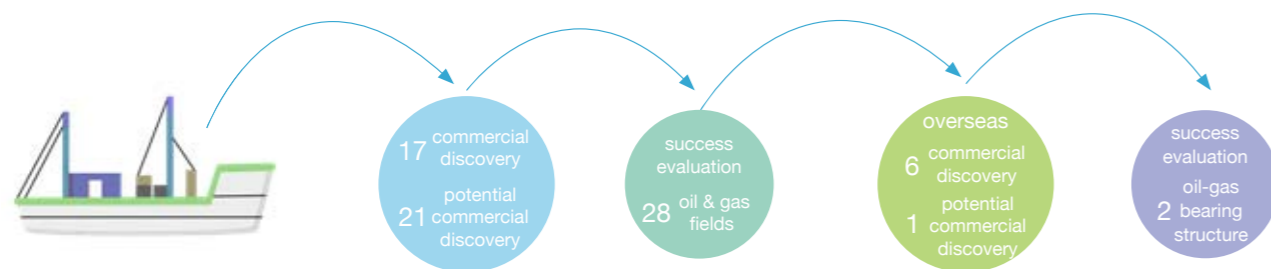 17 commercial
discovery
21 potential
commercial
discovery
success
evaluation
28 oil & gas
fields
overseas
6 commercial
discovery
1 potential
commercial
discovery
success
evaluation
2 oil-gas
bearing
structure